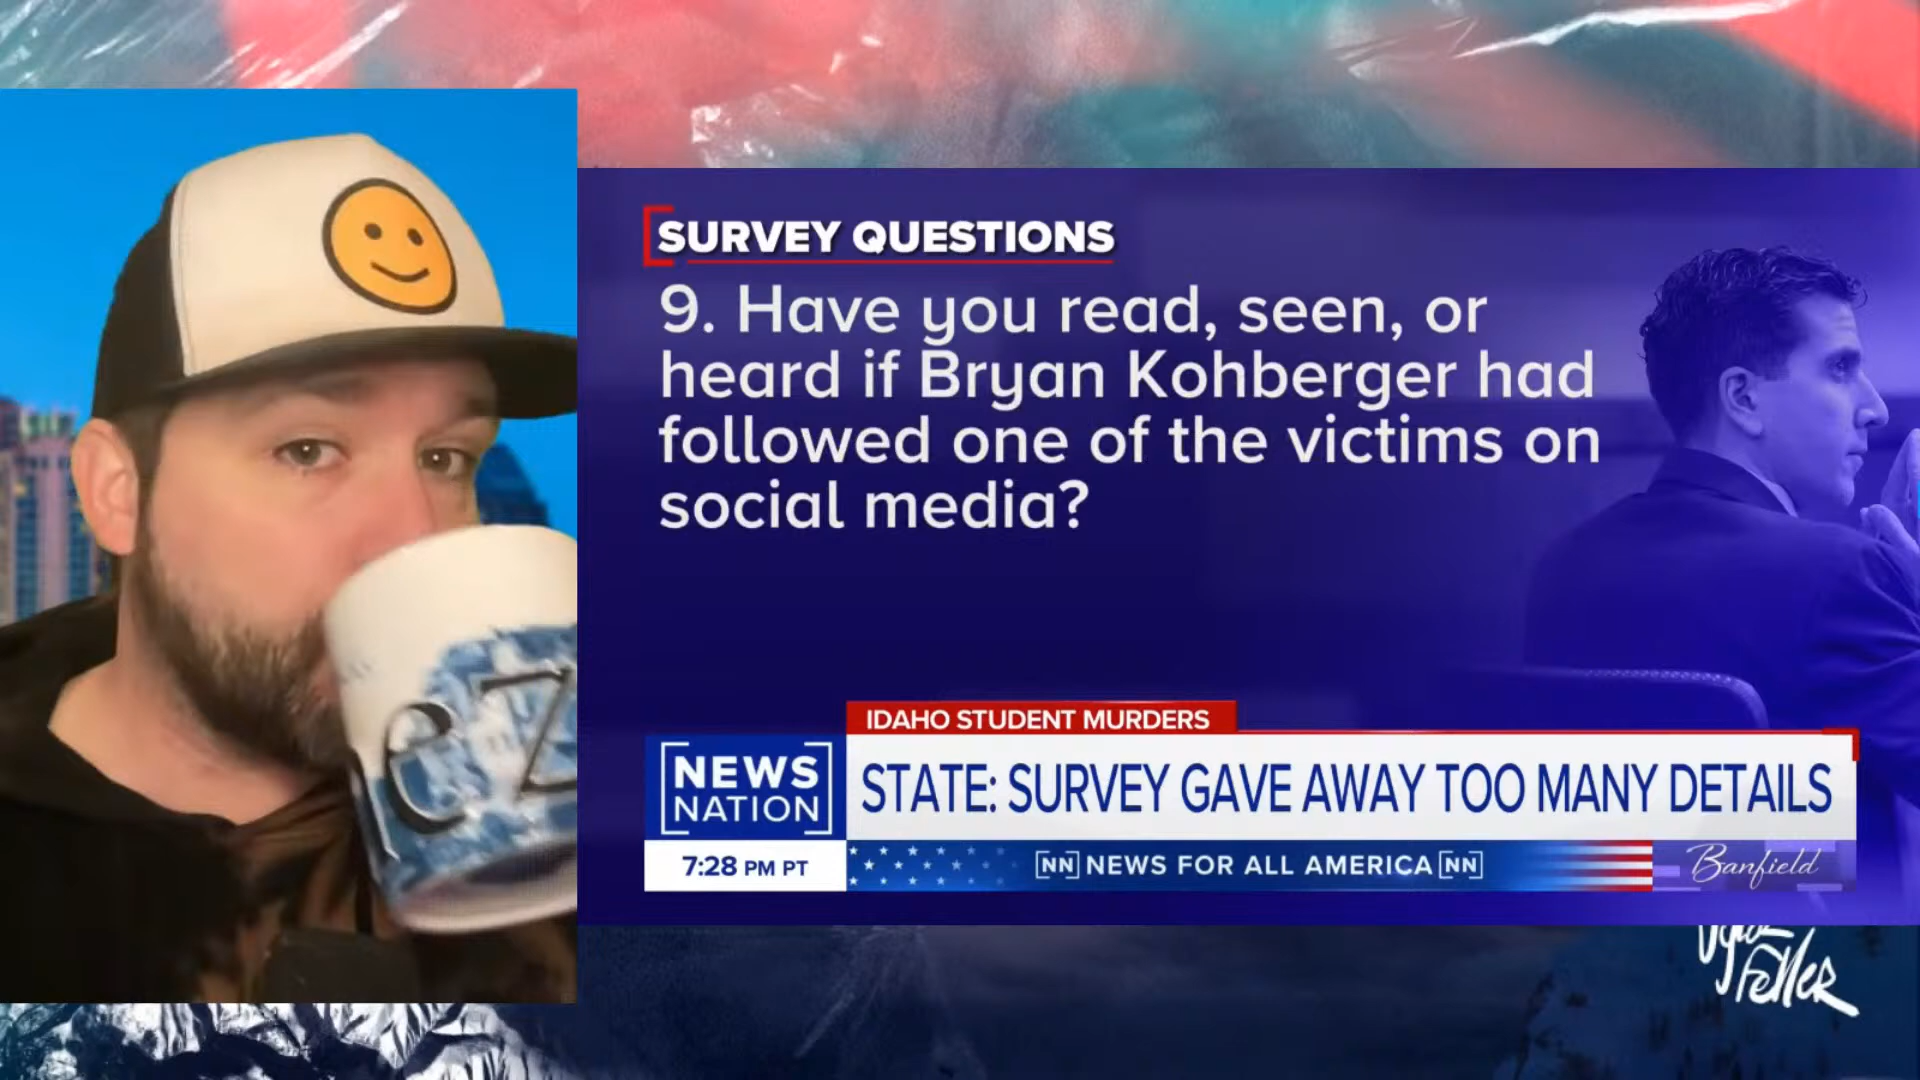 SURVEY QUESTIONS
9. Have you read, seen, or
heard if Bryan Kohberger had
followed one of the victims on
social media?
IDAHO STUDENT MURDERS
NEWS
NATION
STATE: SURVEY GAVE AWAY TOO MANY DETAILS
7:28 PM PT
NN NEWS FOR ALL AMERICA NN
Banfield